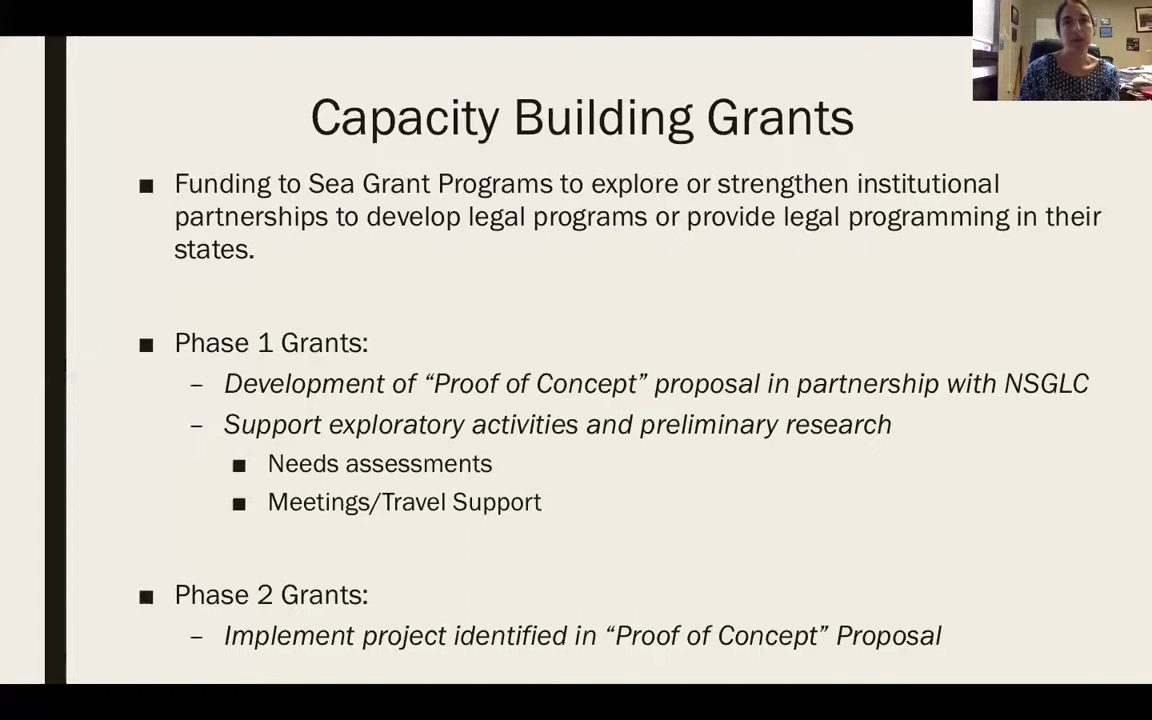 Capacity Building Grants
■ Funding to Sea Grant Programs to explore or strengthen institutional
partnerships to develop legal programs or provide legal programming in their
states.
■ Phase 1 Grants:
– Development of “Proof of Concept” proposal in partnership with NSGLC
– Support exploratory activities and preliminary research
■ Needs assessments
■ Meetings/Travel Support
■ Phase 2 Grants:
– Implement project identified in “Proof of Concept” Proposal